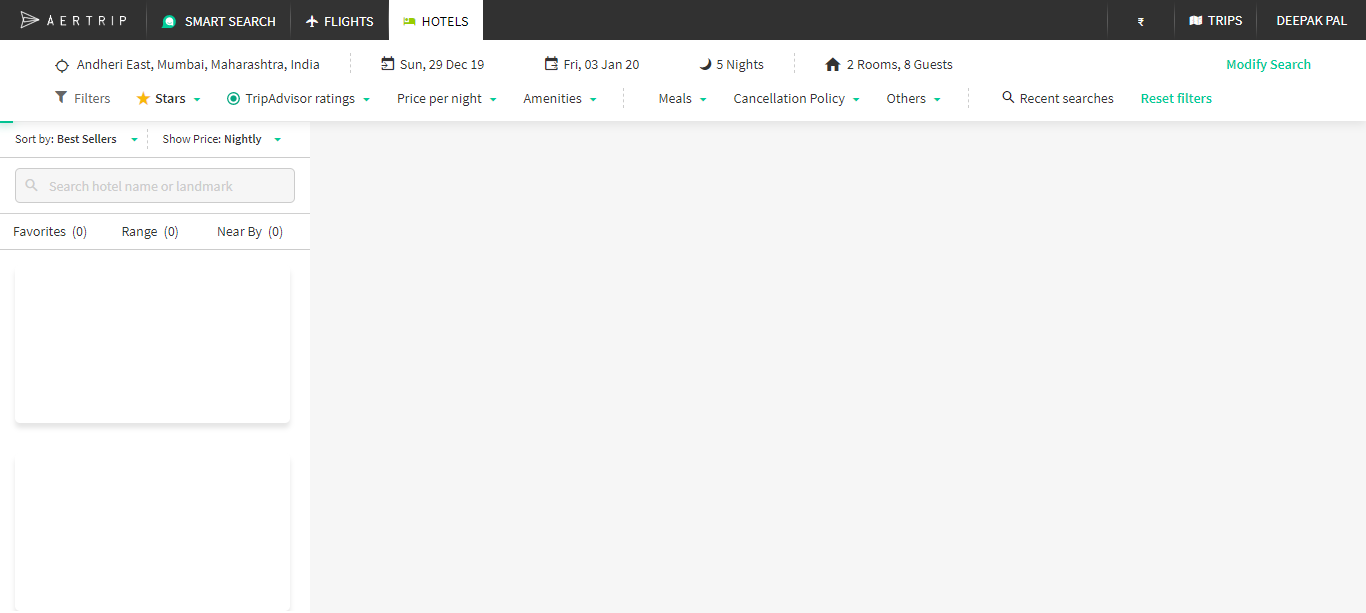 AERTRIP SMART SEARCH FLIGHTS HOTELS ₹ TRIPS DEEPAK PAL
Andheri East, Mumbai, Maharashtra, India Sun, 29 Dec 19 Fri, 03 Jan 20 5 Nights 2 Rooms, 8 Guests Modify Search
Filters Stars TripAdvisor ratings Price per night Amenities Meals Cancellation Policy Others Recent searches Reset filters
Sort by: Best Sellers Show Price: Nightly
Search hotel name or landmark
Favorites (0) Range (0) Near By (0)